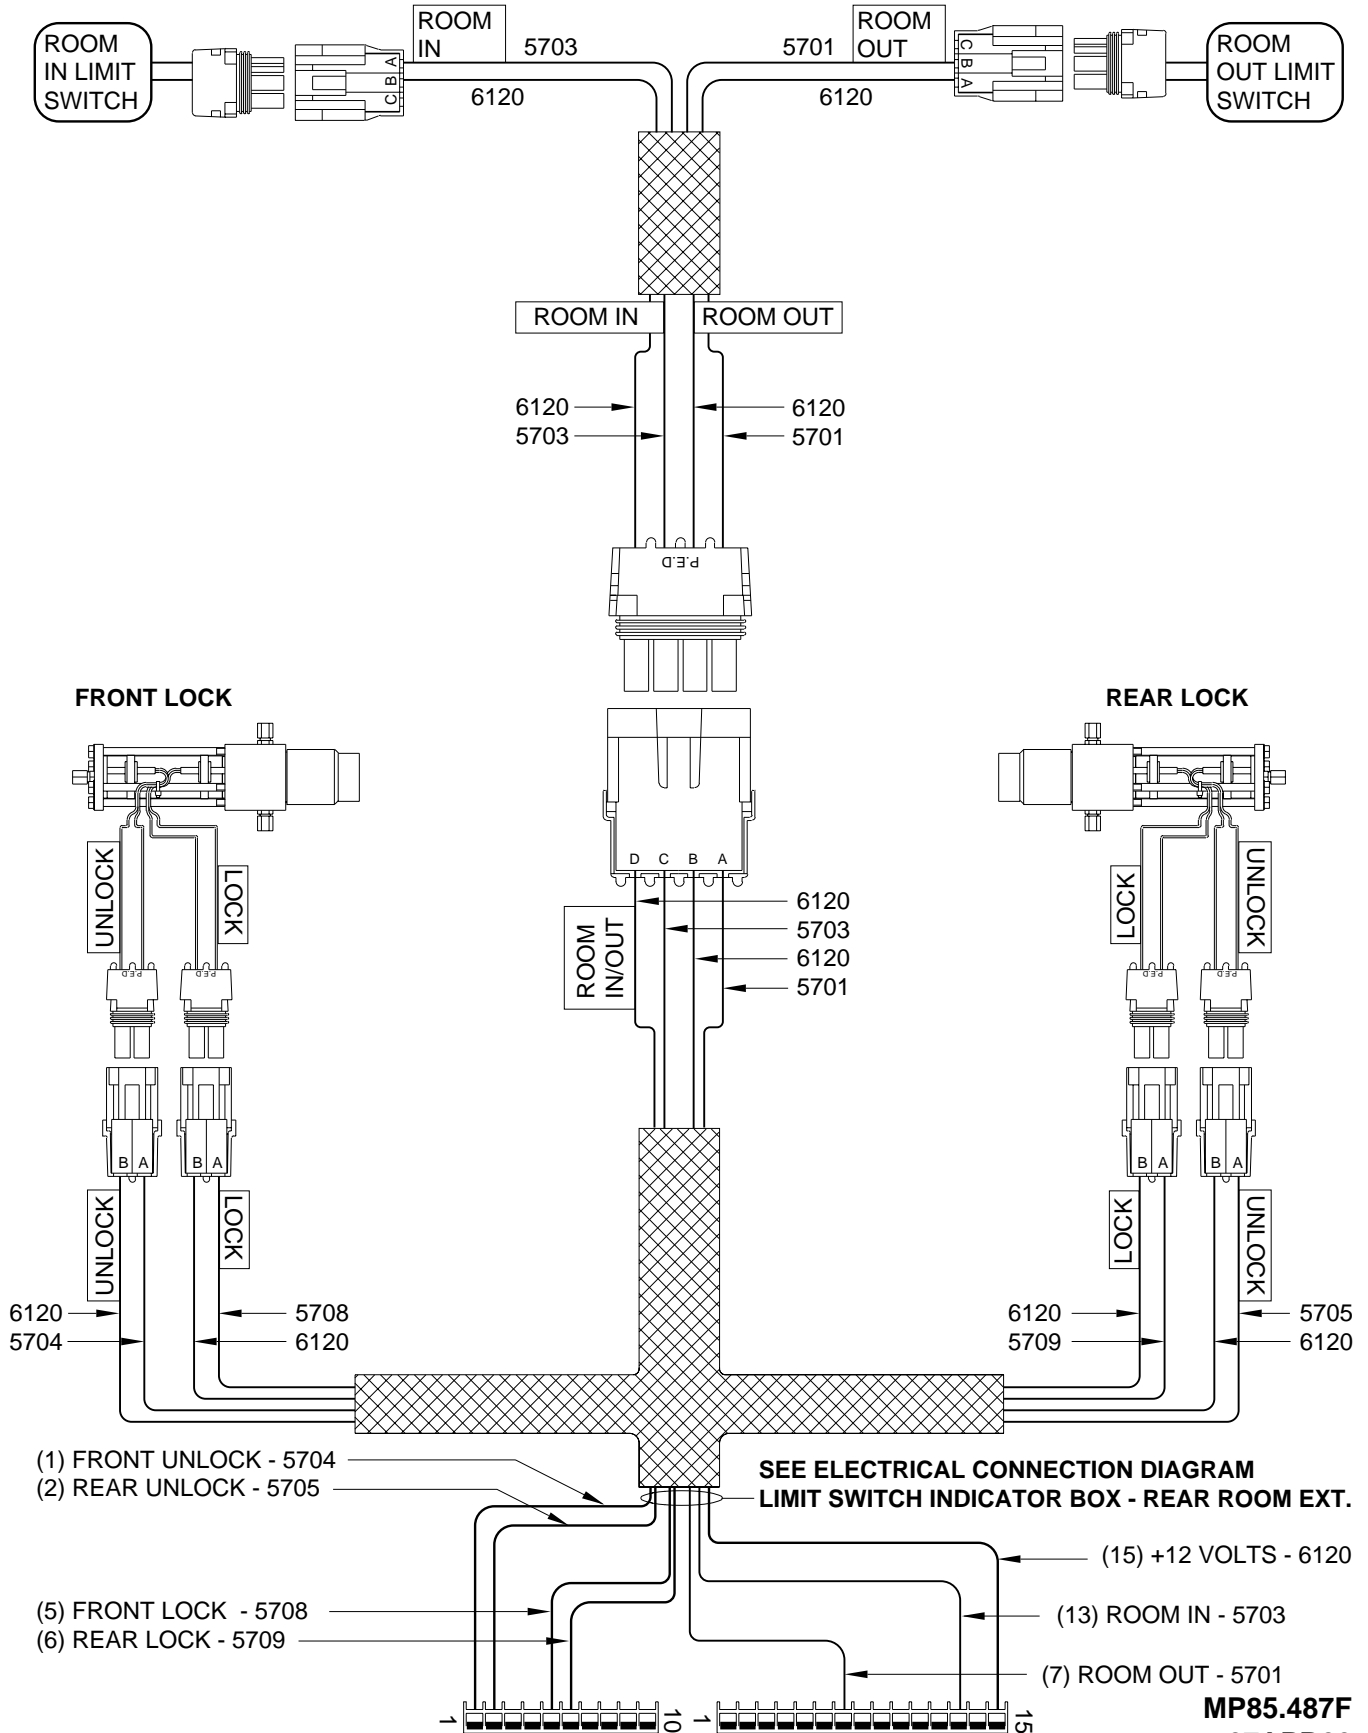 ROOM
IN LIMIT
SWITCH
A
B
C
ROOM
IN
5703
6120
5701
6120
ROOM
OUT
C
B
A
ROOM
OUT LIMIT
SWITCH
ROOM IN
ROOM OUT
6120
5703
6120
5701
P.E.D
FRONT LOCK
REAR LOCK
D C B A
UNLOCK
LOCK
ROOM
IN/OUT
6120
5703
6120
5701
LOCK
UNLOCK
P.E.D
P.E.D
P.E.D
P.E.D
B A
B A
B A
B A
UNLOCK
LOCK
LOCK
UNLOCK
6120
5704
5708
6120
6120
5709
5705
6120
(1) FRONT UNLOCK - 5704
(2) REAR UNLOCK - 5705
SEE ELECTRICAL CONNECTION DIAGRAM
LIMIT SWITCH INDICATOR BOX - REAR ROOM EXT.
(15) +12 VOLTS - 6120
(5) FRONT LOCK - 5708
(6) REAR LOCK - 5709
(13) ROOM IN - 5703
(7) ROOM OUT - 5701
1
10
1
15
MP85.487F